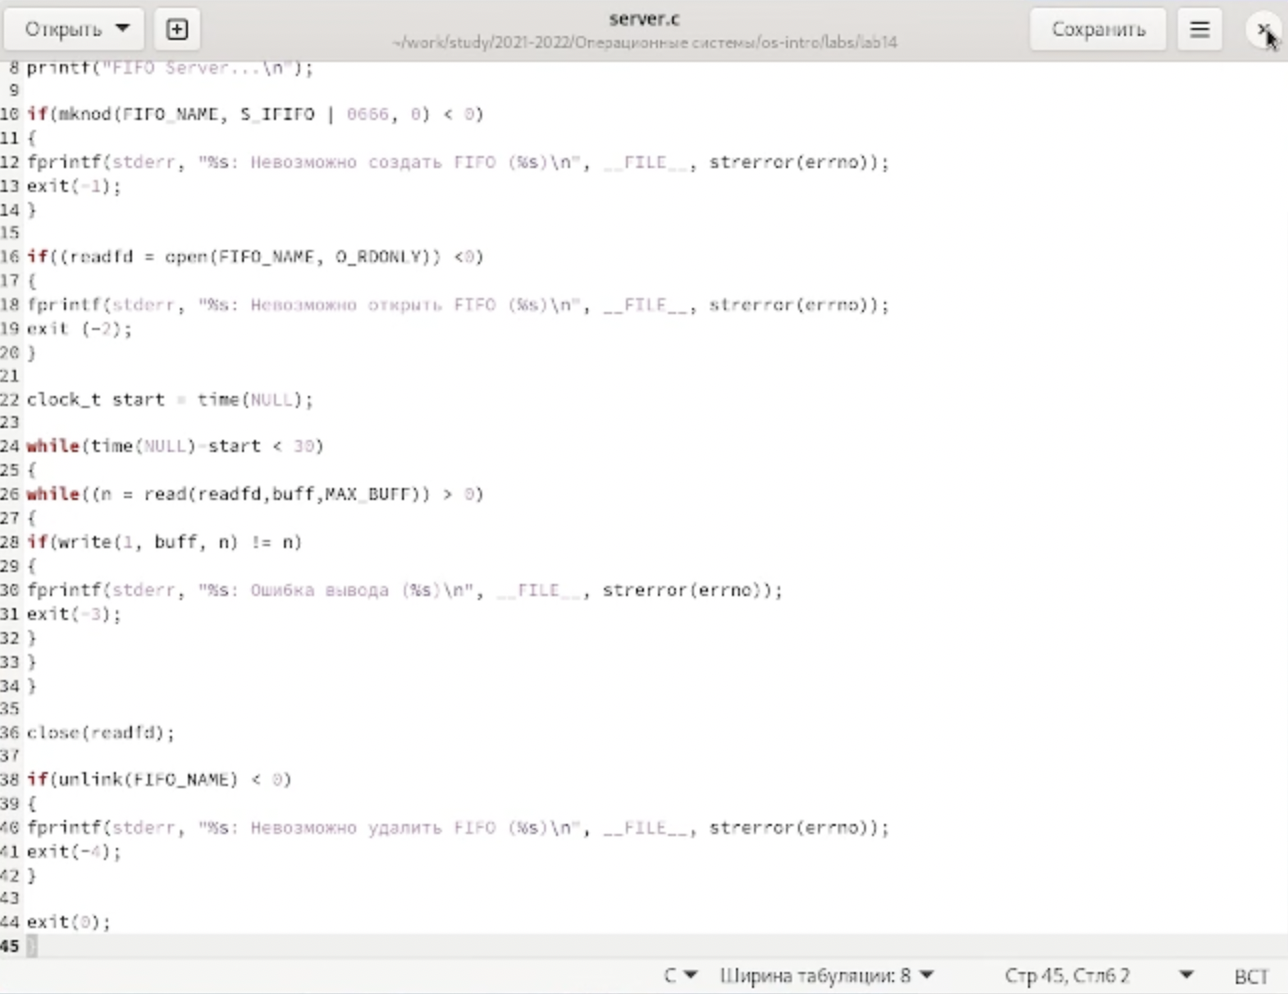 Открыть
server.c
~/work/study/2021-2022/Операционные системы/os-intro/labs/lab14
Сохранить
8 printf("FIFO Server...\n");
9
10 if(mknod(FIFO_NAME, S_IFIFO | 0666, 0) < 0)
11 {
12 fprintf(stderr, "%s: Невозможно создать FIFO (%s)\n", __FILE__, strerror(errno));
13 exit(-1);
14 }
15
16 if((readfd = open(FIFO_NAME, O_RDONLY)) <0)
17 {
18 fprintf(stderr, "%s: Невозможно открыть FIFO (%s)\n", __FILE__, strerror(errno));
19 exit (-2);
20 }
21
22 clock_t start = time(NULL);
23
24 while(time(NULL)-start < 30)
25 {
26 while((n = read(readfd,buff,MAX_BUFF)) > 0)
27 {
28 if(write(1, buff, n) != n)
29 {
30 fprintf(stderr, "%s: Ошибка вывода (%s)\n", __FILE__, strerror(errno));
31 exit(-3);
32 }
33 }
34 }
35
36 close(readfd);
37
38 if(unlink(FIFO_NAME) < 0)
39 {
40 fprintf(stderr, "%s: Невозможно удалить FIFO (%s)\n", __FILE__, strerror(errno));
41 exit(-4);
42 }
43
44 exit(0);
45 }
C Ширина табуляции: 8 Стр 45, Стлб 2 ВСТ